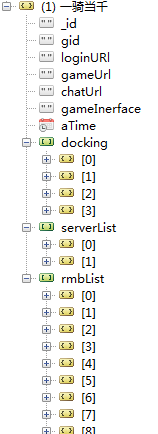 (1) 一骑当千
_id
gid
loginURl
gameUrl
chatUrl
gameInerface
aTime
docking
[0]
[1]
[2]
[3]
serverList
[0]
[1]
rmbList
[0]
[1]
[2]
[3]
[4]
[5]
[6]
[7]
[8]